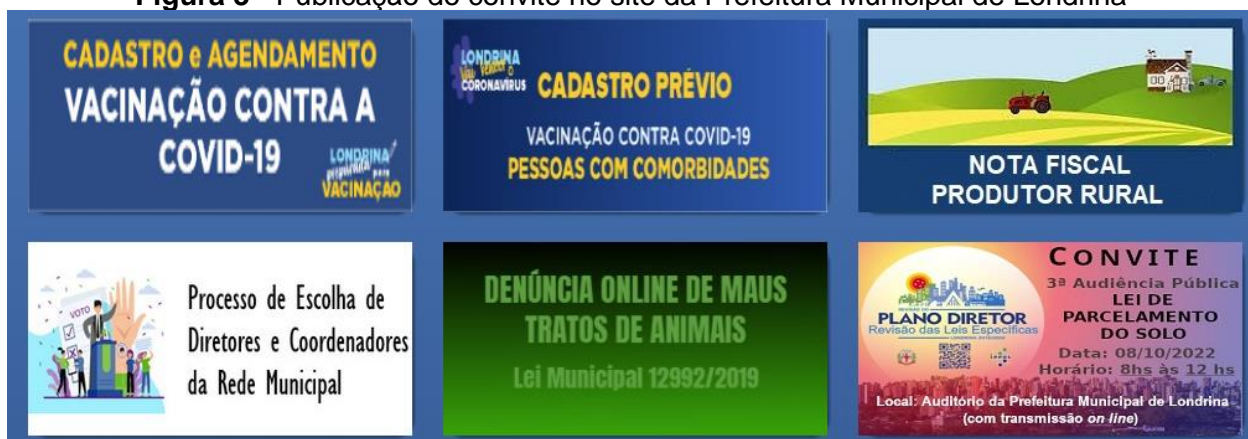 Publicação do convite no site da Prefeitura Municipal de Londrina
CADASTRO e AGENDAMENTO
VACINAÇÃO CONTRA A
COVID-19
LONDRINA
preparada para
VACINAÇÃO
LONDRINA
Vai Vencer o
CORONAVÍRUS
CADASTRO PRÉVIO
VACINAÇÃO CONTRA COVID-19
PESSOAS COM COMORBIDADES
NOTA FISCAL
PRODUTOR RURAL
VOTO
Processo de Escolha de
Diretores e Coordenadores
da Rede Municipal
DENÚNCIA ONLINE DE MAUS
TRATOS DE ANIMAIS
Lei Municipal 12992/2019
PLANO DIRETOR
Revisão das Leis Específicas
CONVITE
3ª Audiência Pública
LEI DE
PARCELAMENTO
DO SOLO
Data: 08/10/2022
Horário: 8hs às 12 hs
Local: Auditório da Prefeitura Municipal de Londrina
(com transmissão on line)